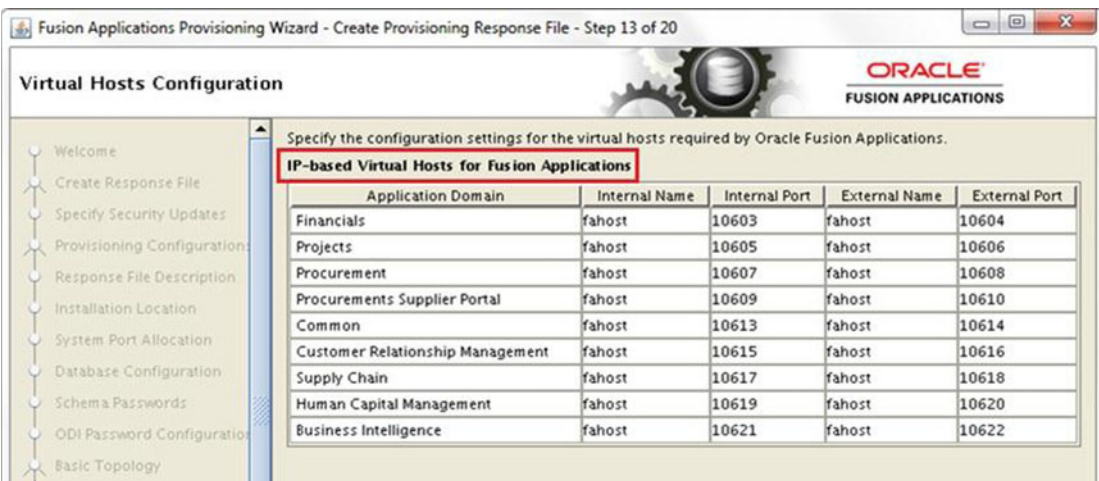 Fusion Applications Provisioning Wizard - Create Provisioning Response File - Step 13 of 20
Virtual Hosts Configuration
ORACLE
FUSION APPLICATIONS
Welcome
Create Response File
Specify Security Updates
Provisioning Configurations
Response File Description
Installation Location
System Port Allocation
Database Configuration
Schema Passwords
ODI Password Configuration
Basic Topology
Specify the configuration settings for the virtual hosts required by Oracle Fusion Applications.
IP-based Virtual Hosts for Fusion Applications
Application Domain Internal Name Internal Port External Name External Port
Financials fahost 10603 fahost 10604
Projects fahost 10605 fahost 10606
Procurement fahost 10607 fahost 10608
Procurements Supplier Portal fahost 10609 fahost 10610
Common fahost 10613 fahost 10614
Customer Relationship Management fahost 10615 fahost 10616
Supply Chain fahost 10617 fahost 10618
Human Capital Management fahost 10619 fahost 10620
Business Intelligence fahost 10621 fahost 10622